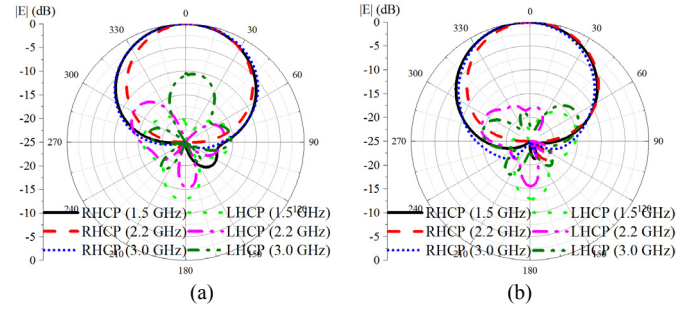 |E| (dB)
0
0
-5
-10
-15
-20
-25
-20
-15
-10
-5
0
330
30
300
60
270
90
240
120
210
150
180
RHCP (1.5 GHz)
LHCP (1.5 GHz)
RHCP (2.2 GHz)
LHCP (2.2 GHz)
RHCP (3.0 GHz)
LHCP (3.0 GHz)
(a)
|E| (dB)
0
0
-5
-10
-15
-20
-25
-20
-15
-10
-5
0
330
30
300
60
270
90
240
120
210
150
180
RHCP (1.5 GHz)
LHCP (1.5 GHz)
RHCP (2.2 GHz)
LHCP (2.2 GHz)
RHCP (3.0 GHz)
LHCP (3.0 GHz)
(b)